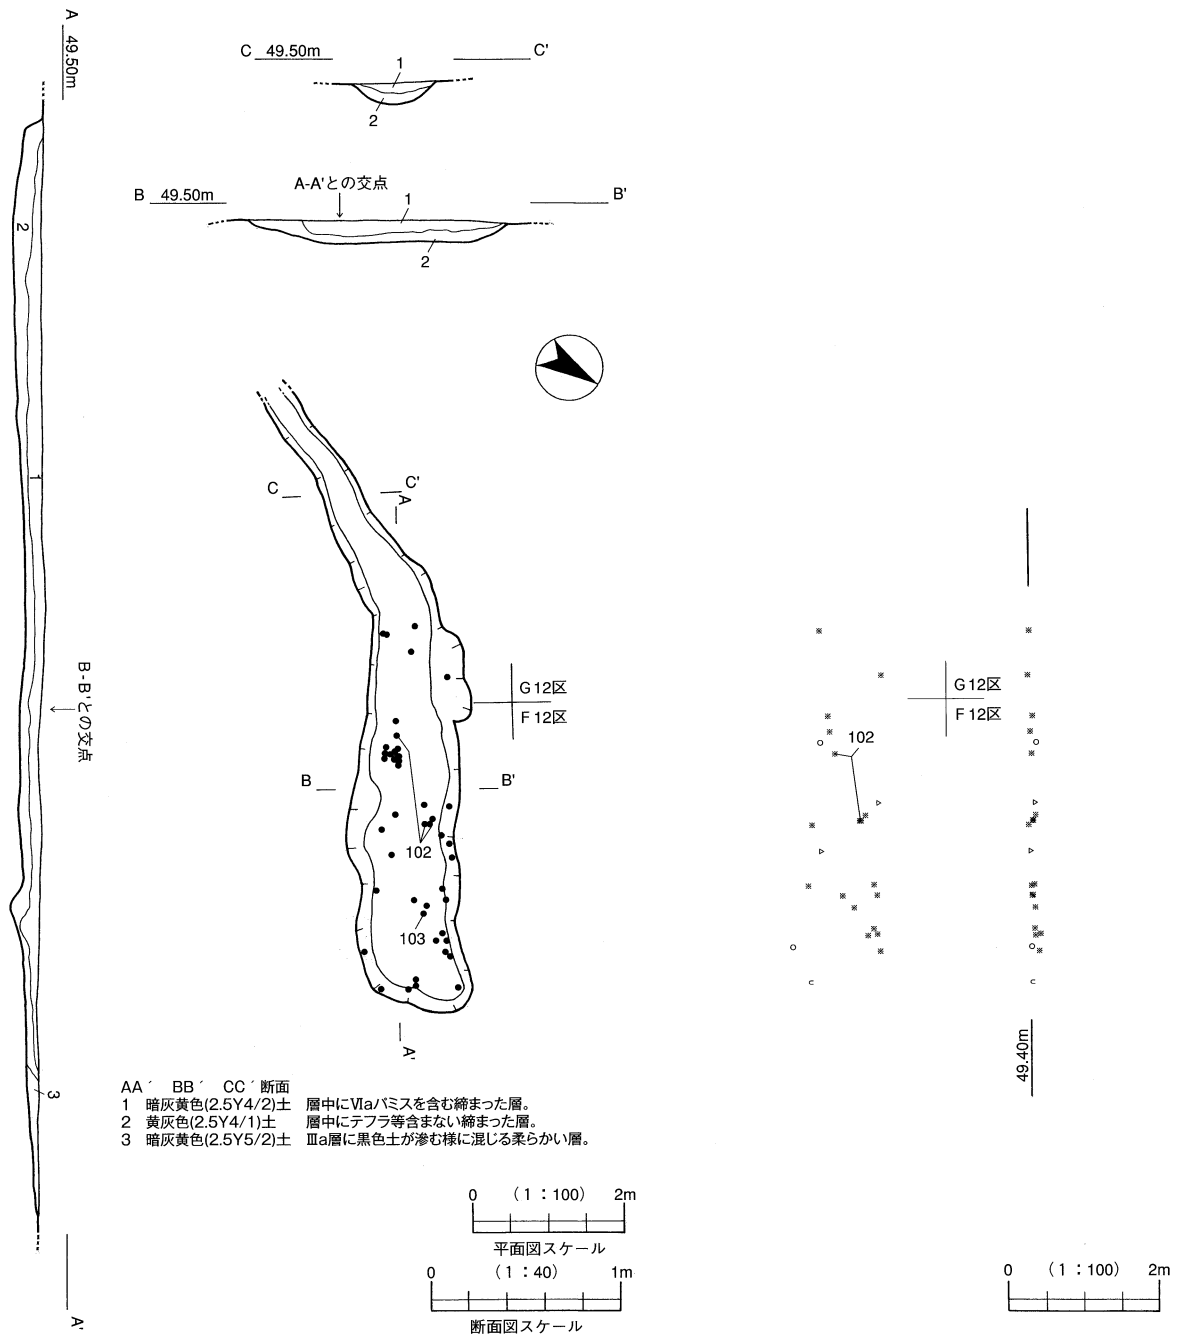 A 49.50m
C 49.50m C'
1
2
A-A'との交点
B 49.50m B'
1
2
2
1
B-B'との交点
3
A'
C C'
A
G12区
F12区
B B'
102
103
A'
G12区
F12区
102
49.40m
AA´ BB´ CC´断面
1 暗灰黄色(2.5Y4/2)土 層中にⅥaパミスを含む締まった層。
2 黄灰色(2.5Y4/1)土 層中にテフラ等含まない締まった層。
3 暗灰黄色(2.5Y5/2)土 Ⅲa層に黒色土が滲む様に混じる柔らかい層。
0 (1：100) 2m
平面図スケール
0 (1：40) 1m
断面図スケール
0 (1：100) 2m